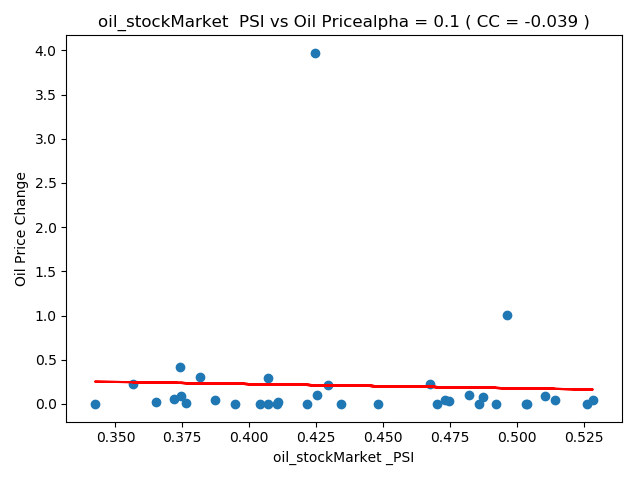 oil_stockMarket  PSI vs Oil Pricealpha = 0.1 ( CC = -0.039 )
4.0
3.5
3.0
2.5
2.0
1.5
1.0
0.5
0.0
Oil Price Change
0.350 0.375 0.400 0.425 0.450 0.475 0.500 0.525
oil_stockMarket _PSI